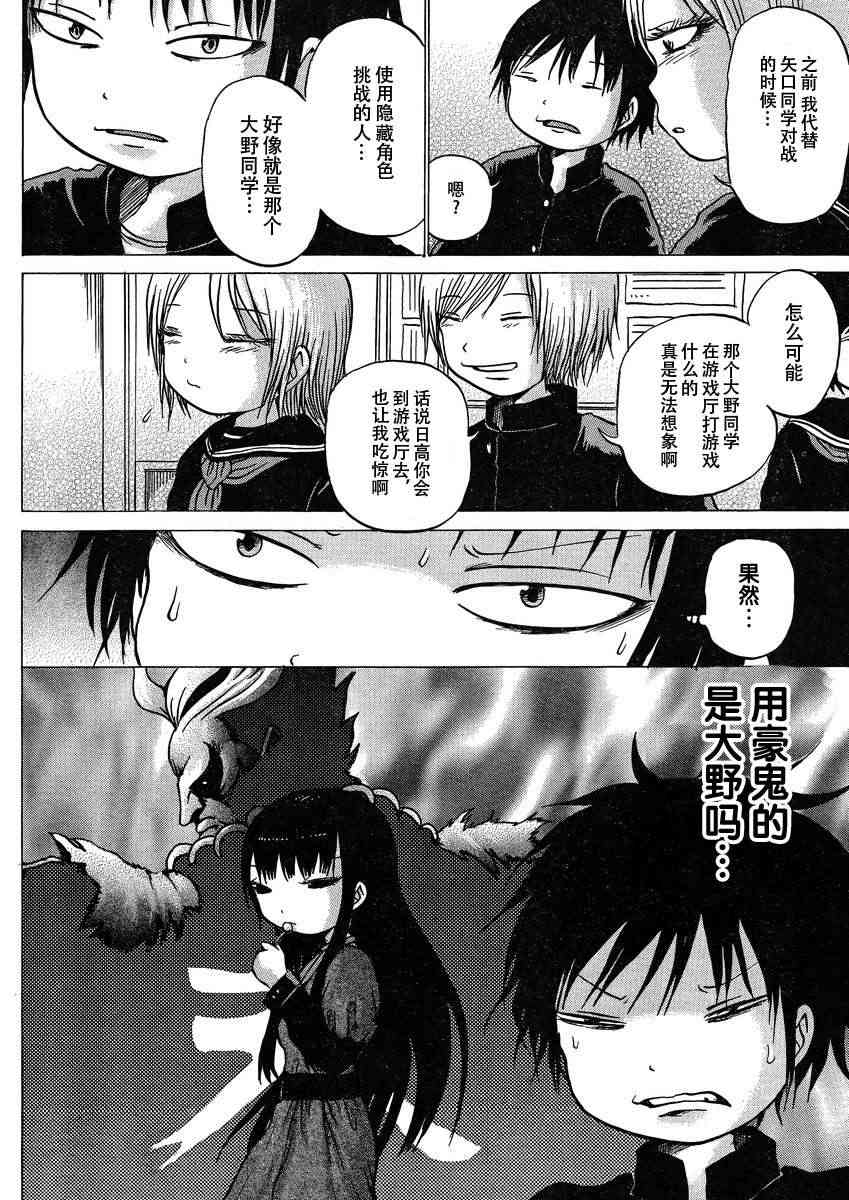 之前我代替
矢口同学对战
的时候…
嗯?
使用隐藏角色
挑战的人…
好像就是那个
大野同学…
怎么可能
那个大野同学
在游戏厅打游戏
什么的
真是无法想象啊
话说日高你会
到游戏厅去,
也让我吃惊啊
果然…
用豪鬼的
是大野吗…